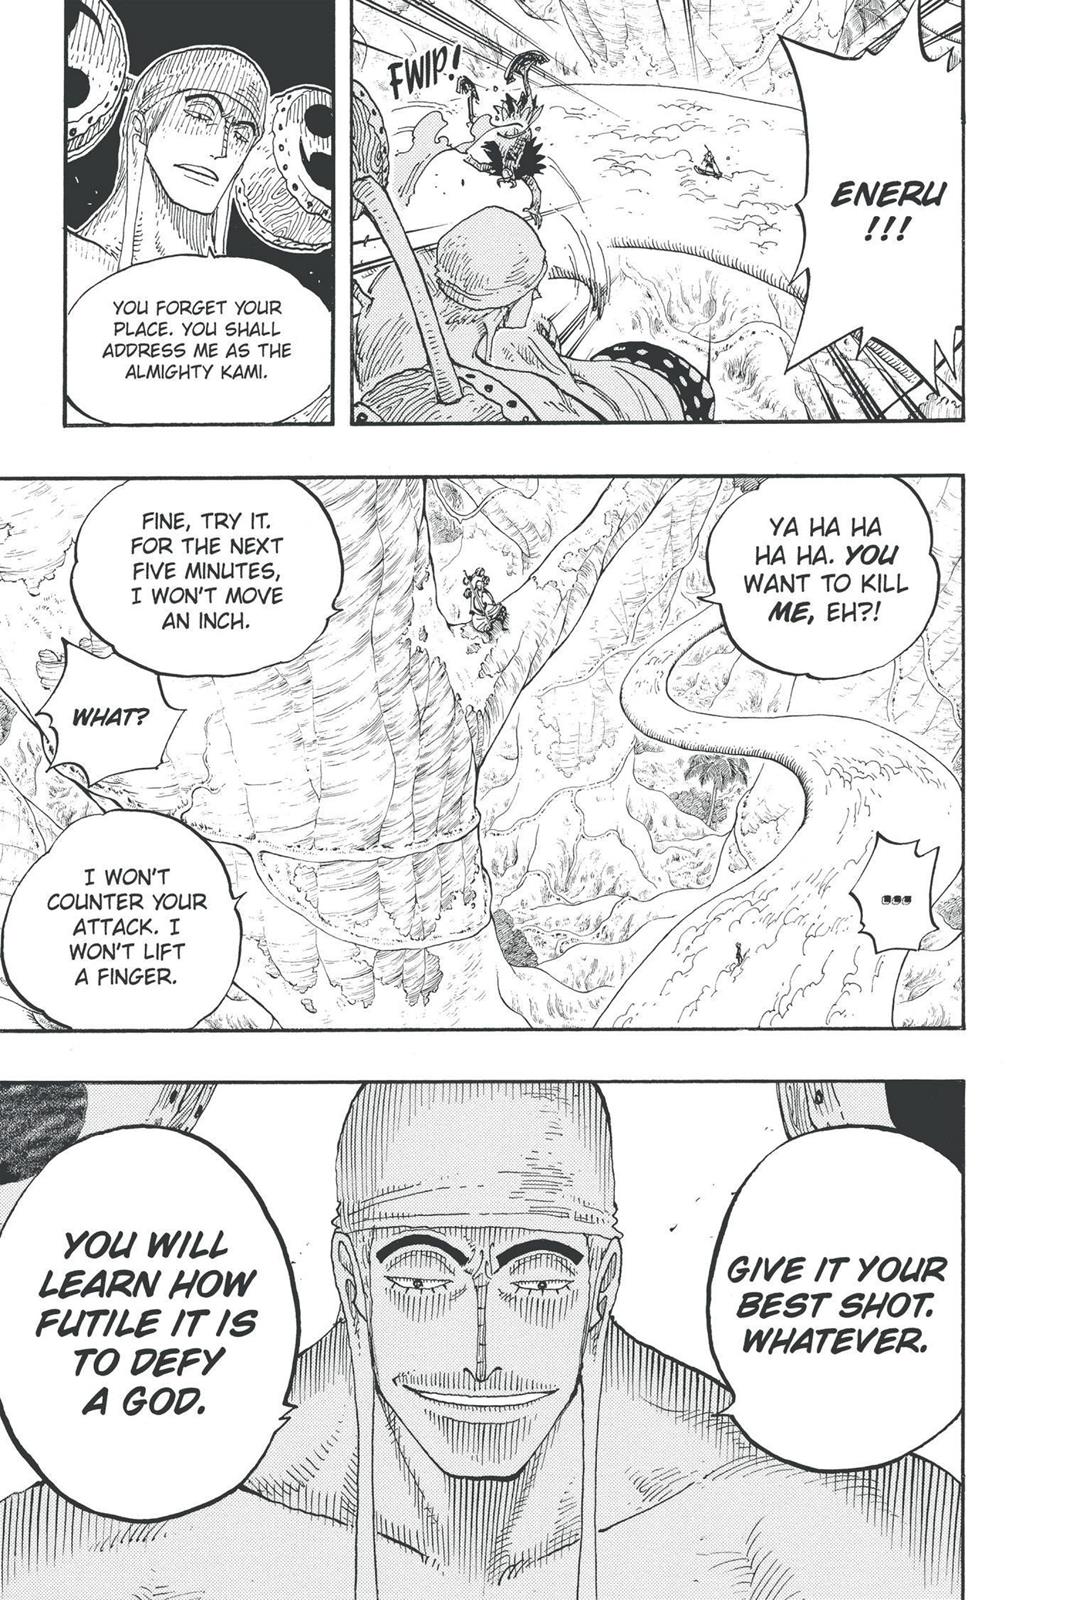 ENERU
!!!
FWIP!
YOU FORGET YOUR
PLACE. YOU SHALL
ADDRESS ME AS THE
ALMIGHTY KAMI.
YA HA HA
HA HA. YOU
WANT TO KILL
ME, EH?!
FINE, TRY IT.
FOR THE NEXT
FIVE MINUTES,
I WON'T MOVE
AN INCH.
WHAT?
...
I WON'T
COUNTER YOUR
ATTACK. I
WON'T LIFT
A FINGER.
GIVE IT YOUR
BEST SHOT.
WHATEVER.
YOU WILL
LEARN HOW
FUTILE IT IS
TO DEFY
A GOD.